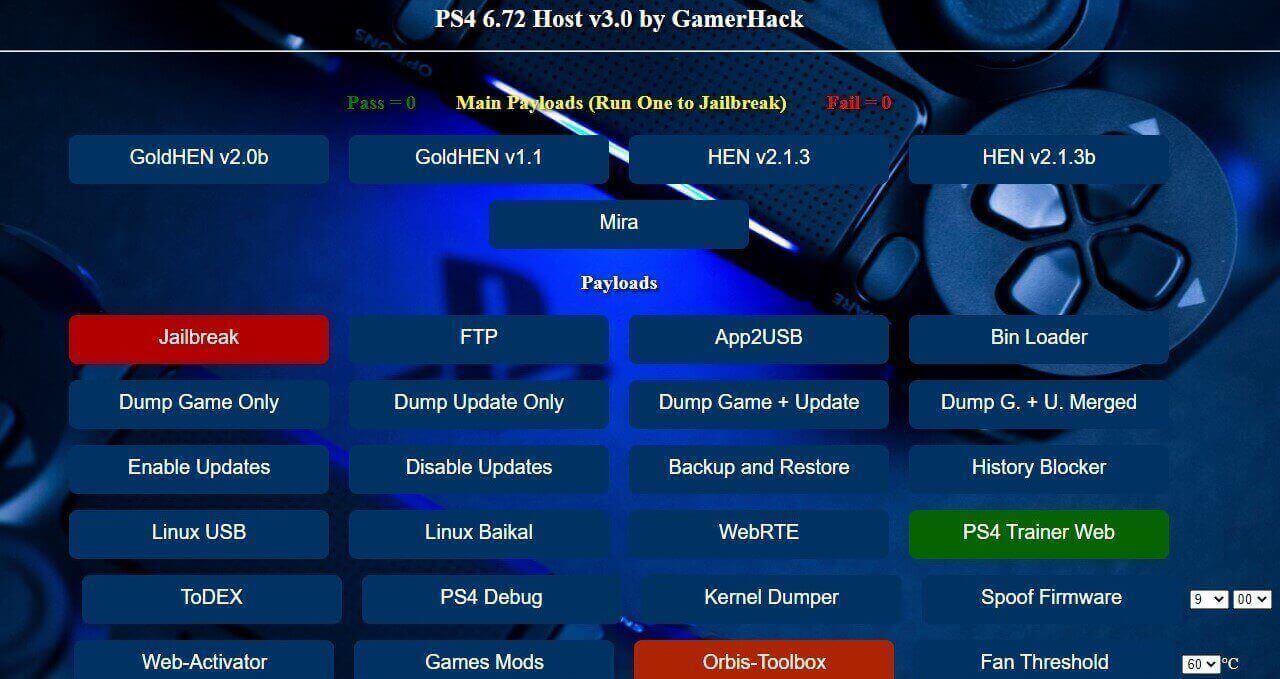 PS4 6.72 Host v3.0 by GamerHack
OPTIONS
Pass = 0 Main Payloads (Run One to Jailbreak) Fail = 0
GoldHEN v2.0b GoldHEN v1.1 HEN v2.1.3 HEN v2.1.3b
Mira
SHARE
Payloads
Jailbreak FTP App2USB Bin Loader
Dump Game Only Dump Update Only Dump Game + Update Dump G. + U. Merged
Enable Updates Disable Updates Backup and Restore History Blocker
Linux USB Linux Baikal WebRTE PS4 Trainer Web
ToDEX PS4 Debug Kernel Dumper Spoof Firmware 9 00
Web-Activator Games Mods Orbis-Toolbox Fan Threshold 60 °C